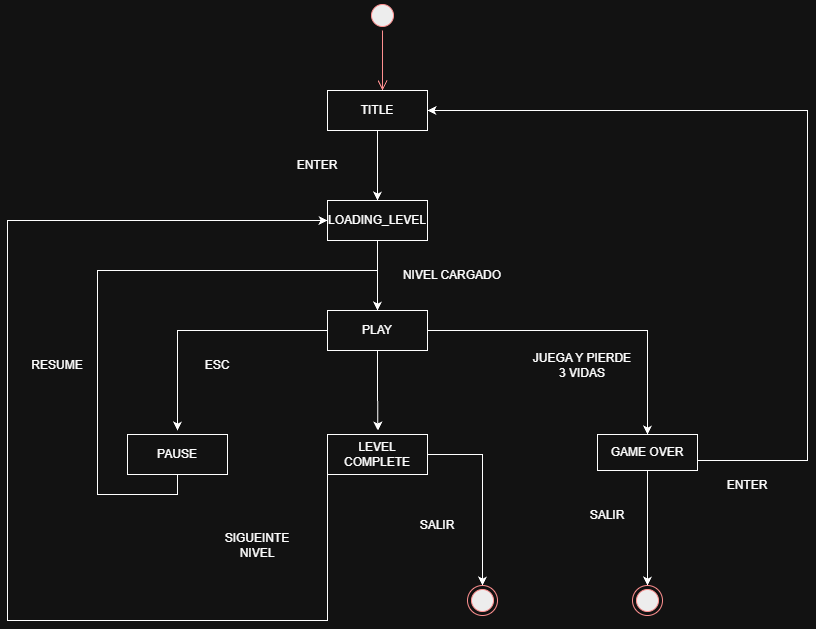 TITLE
ENTER
LOADING_LEVEL
NIVEL CARGADO
PLAY
RESUME
ESC
JUEGA Y PIERDE
3 VIDAS
PAUSE
LEVEL
COMPLETE
GAME OVER
ENTER
SALIR
SALIR
SIGUEINTE
NIVEL